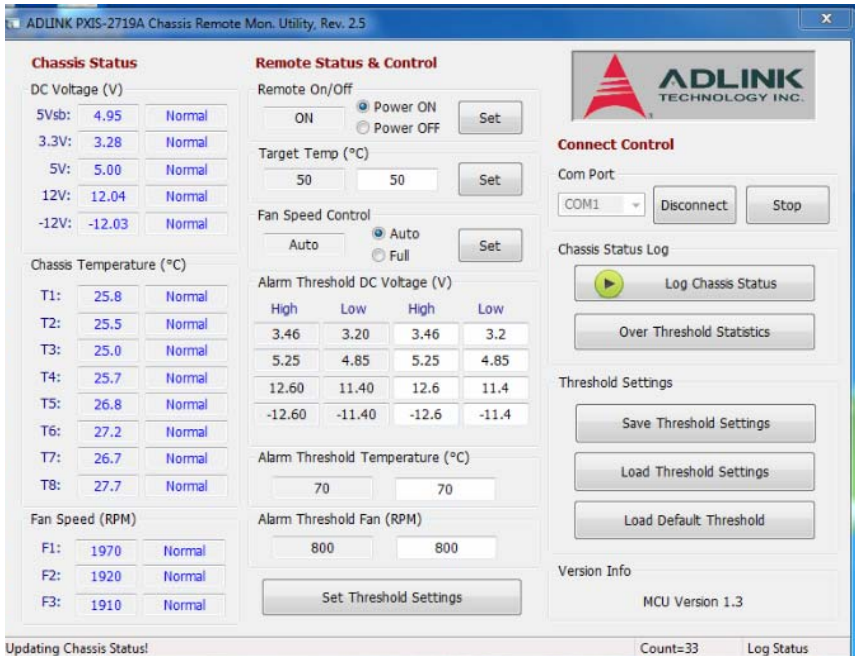 ADLINK PXIS-2719A Chassis Remote Mon. Utility, Rev. 2.5
x
Chassis Status
DC Voltage (V)
5Vsb: 4.95 Normal
3.3V: 3.28 Normal
5V: 5.00 Normal
12V: 12.04 Normal
-12V: -12.03 Normal
Chassis Temperature (°C)
T1: 25.8 Normal
T2: 25.5 Normal
T3: 25.0 Normal
T4: 25.7 Normal
T5: 26.8 Normal
T6: 27.2 Normal
T7: 26.7 Normal
T8: 27.7 Normal
Fan Speed (RPM)
F1: 1970 Normal
F2: 1920 Normal
F3: 1910 Normal
Remote Status & Control
Remote On/Off
ON Power ON Set
Power OFF
Target Temp (°C)
50 50 Set
Fan Speed Control
Auto Auto Set
Full
Alarm Threshold DC Voltage (V)
High Low High Low
3.46 3.20 3.46 3.2
5.25 4.85 5.25 4.85
12.60 11.40 12.6 11.4
-12.60 -11.40 -12.6 -11.4
Alarm Threshold Temperature (°C)
70 70
Alarm Threshold Fan (RPM)
800 800
Set Threshold Settings
ADLINK
TECHNOLOGY INC.
Connect Control
Com Port
COM1 Disconnect Stop
Chassis Status Log
Log Chassis Status
Over Threshold Statistics
Threshold Settings
Save Threshold Settings
Load Threshold Settings
Load Default Threshold
Version Info
MCU Version 1.3
Updating Chassis Status! Count=33 Log Status